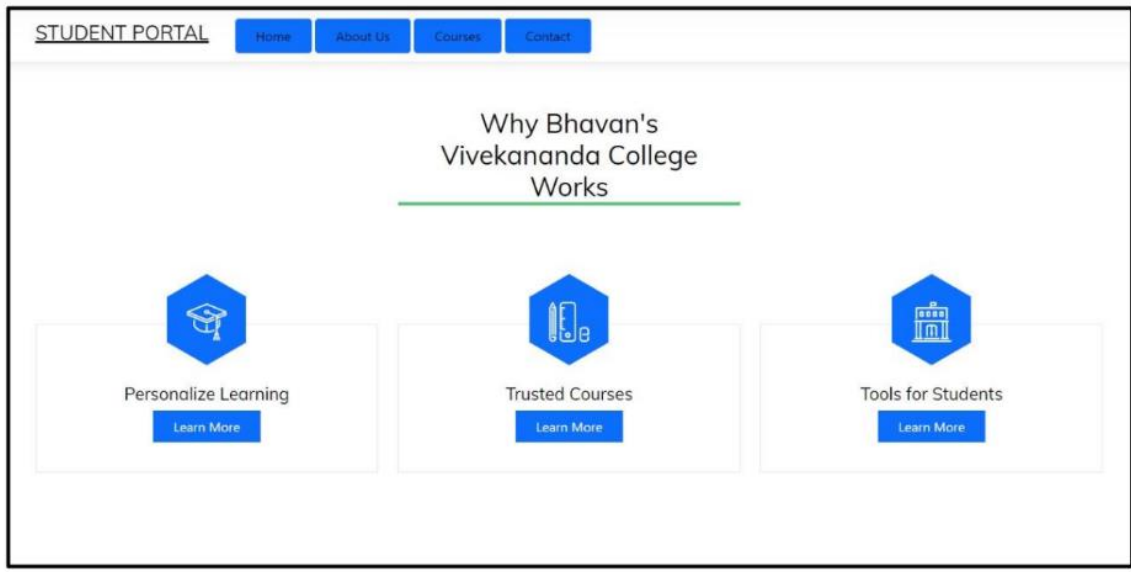 STUDENT PORTAL Home About Us Courses Contact
Why Bhavan's
Vivekananda College
Works
Personalize Learning Trusted Courses Tools for Students
Learn More Learn More Learn More